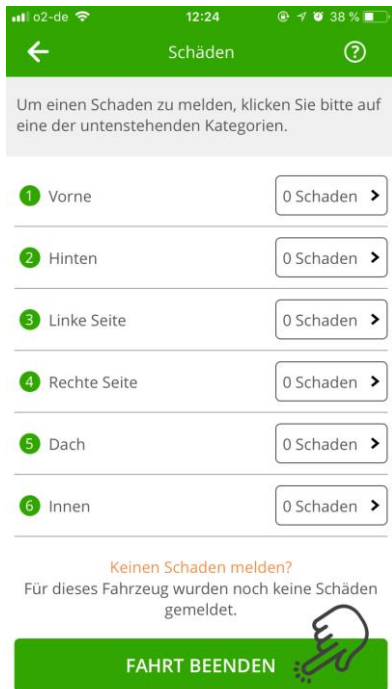 o2-de 12:24 38 %
Schäden ?
Um einen Schaden zu melden, klicken Sie bitte auf
eine der untenstehenden Kategorien.
1 Vorne 0 Schaden
2 Hinten 0 Schaden
3 Linke Seite 0 Schaden
4 Rechte Seite 0 Schaden
5 Dach 0 Schaden
6 Innen 0 Schaden
Keinen Schaden melden?
Für dieses Fahrzeug wurden noch keine Schäden
gemeldet.
FAHRT BEENDEN